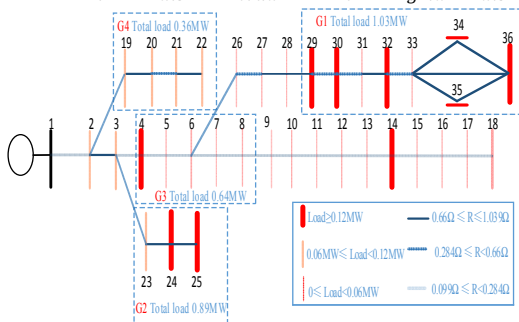 G4 Total load 0.36MW
G1 Total load 1.03MW
19 20 21 22 26 27 28 29 30 31 32 33 34 35 36
1 2 3 4 5 6 7 8 9 10 11 12 13 14 15 16 17 18
G3 Total load 0.64MW
23 24 25
G2 Total load 0.89MW
Load≥0.12MW
0.66Ω ≤ R≤1.039Ω
0.06MW≤ Load<0.12MW
0.284Ω ≤ R<0.66Ω
0≤ Load<0.06MW
0.099Ω ≤ R<0.284Ω